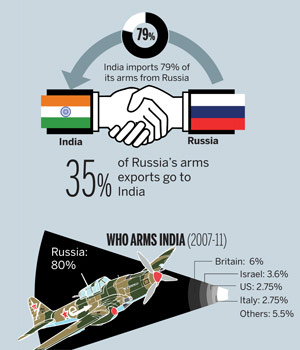 79%
India imports 79% of
its arms from Russia
India
Russia
35% of Russia's arms
exports go to
India
WHO ARMS INDIA (2007-11)
Russia:
80%
Britain: 6%
Israel: 3.6%
US: 2.75%
Italy: 2.75%
Others: 5.5%